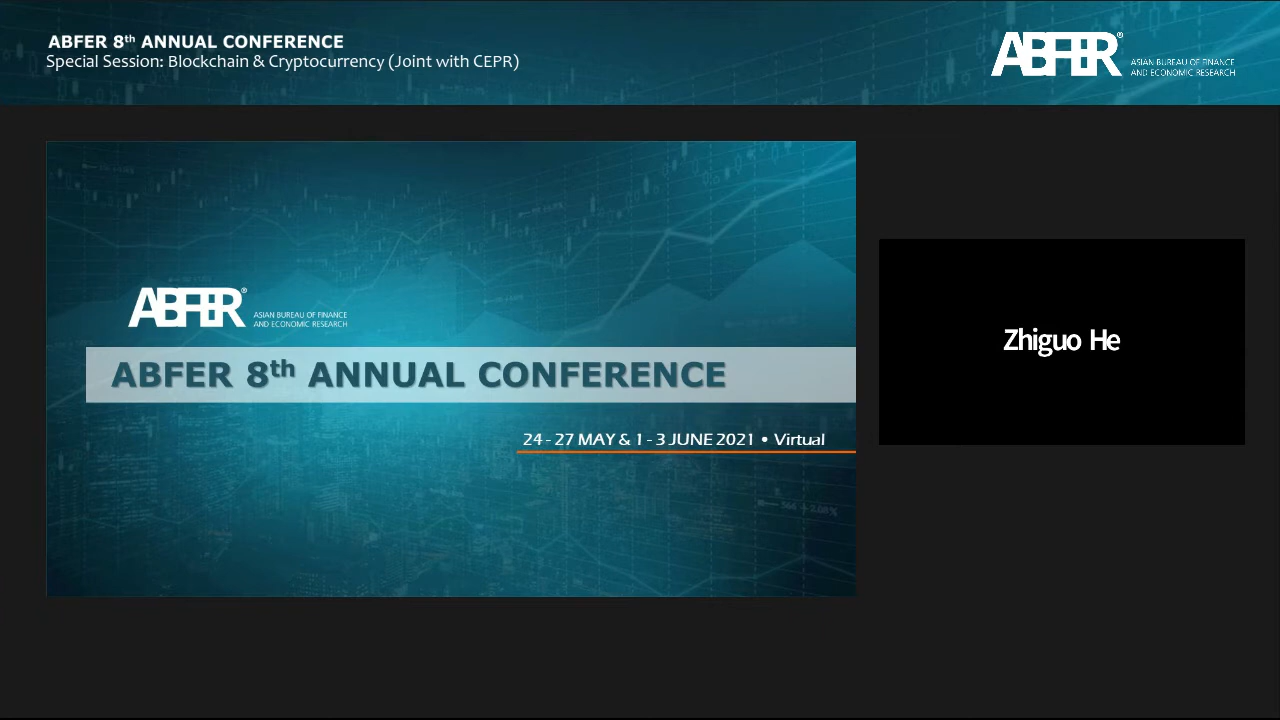 ABFER 8th ANNUAL CONFERENCE
Special Session: Blockchain & Cryptocurrency (Joint with CEPR)
ABFER®
ASIAN BUREAU OF FINANCE
AND ECONOMIC RESEARCH
ABFER®
ASIAN BUREAU OF FINANCE
AND ECONOMIC RESEARCH
ABFER 8th ANNUAL CONFERENCE
24 - 27 MAY & 1 - 3 JUNE 2021 • Virtual
Zhiguo He